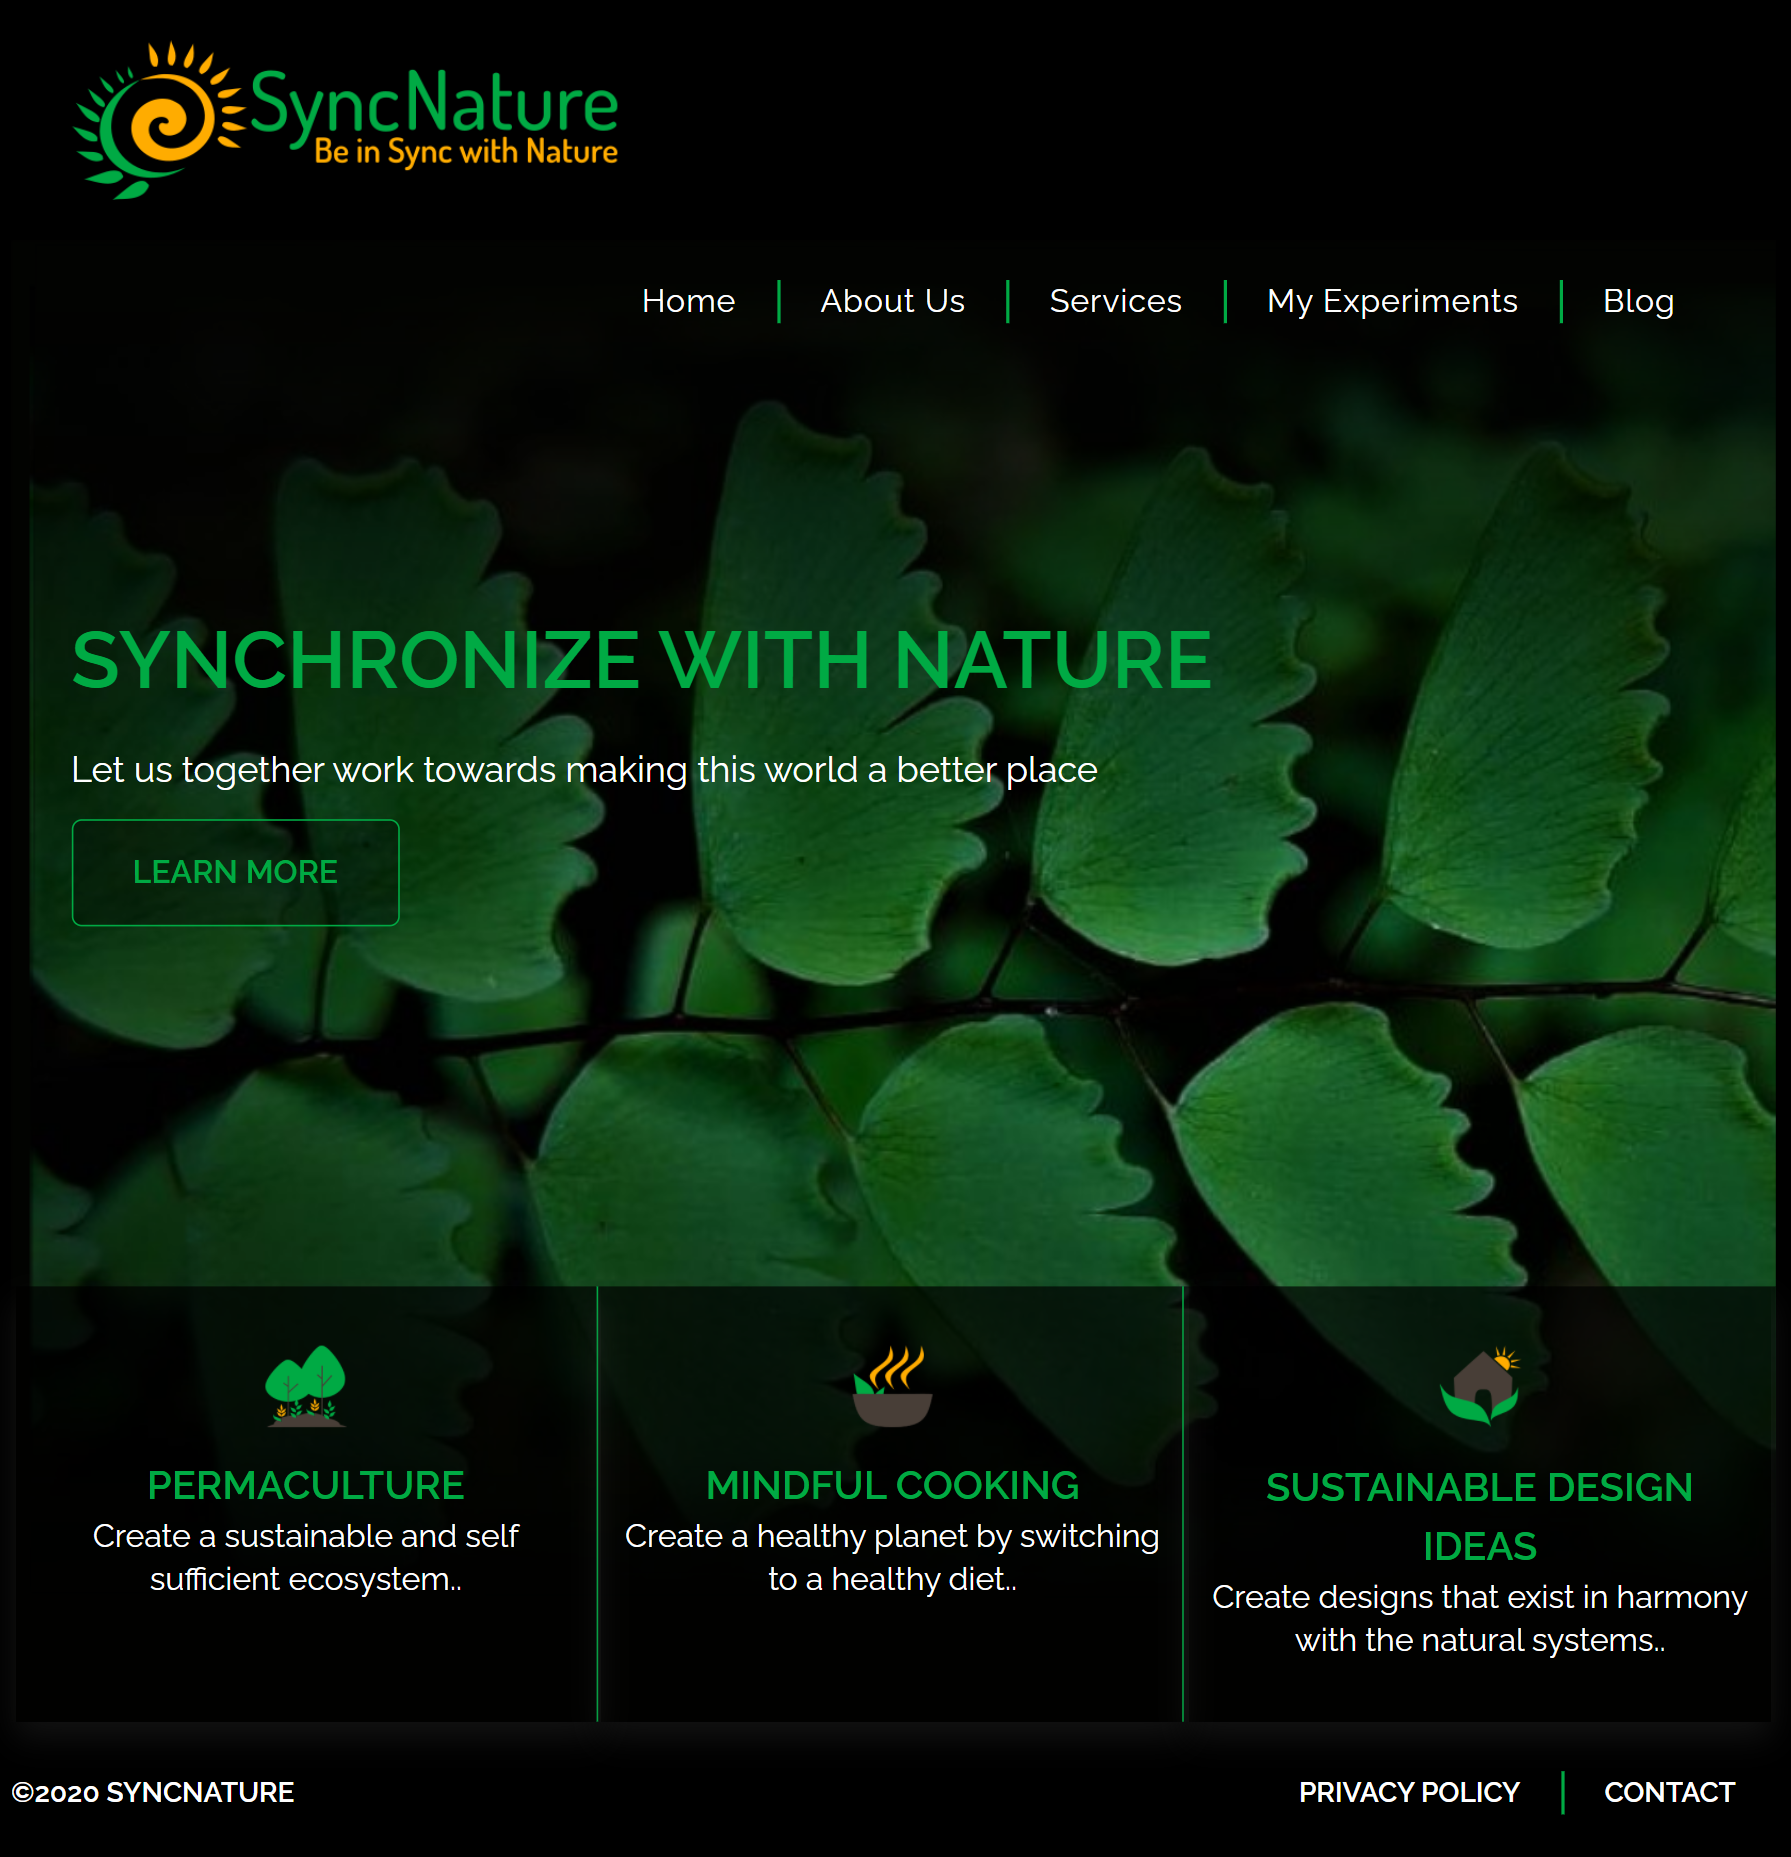 SyncNature
Be in Sync with Nature
Home
About Us
Services
My Experiments
Blog
SYNCHRONIZE WITH NATURE
Let us together work towards making this world a better place
LEARN MORE
PERMACULTURE
Create a sustainable and self
sufficient ecosystem..
MINDFUL COOKING
Create a healthy planet by switching
to a healthy diet..
SUSTAINABLE DESIGN
IDEAS
Create designs that exist in harmony
with the natural systems..
©2020 SYNCNATURE
PRIVACY POLICY
CONTACT